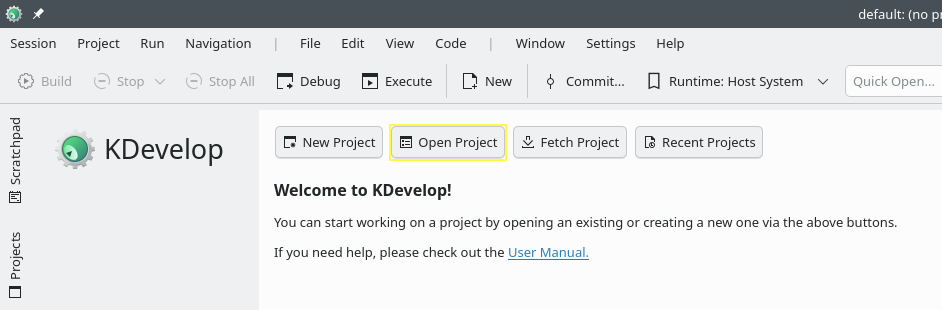 default: (no pr
Session Project Run Navigation | File Edit View Code | Window Settings Help
Build Stop Stop All Debug Execute New Commit... Runtime: Host System Quick Open...
Scratchpad
Projects
KDevelop
New Project Open Project Fetch Project Recent Projects
Welcome to KDevelop!
You can start working on a project by opening an existing or creating a new one via the above buttons.
If you need help, please check out the User Manual.